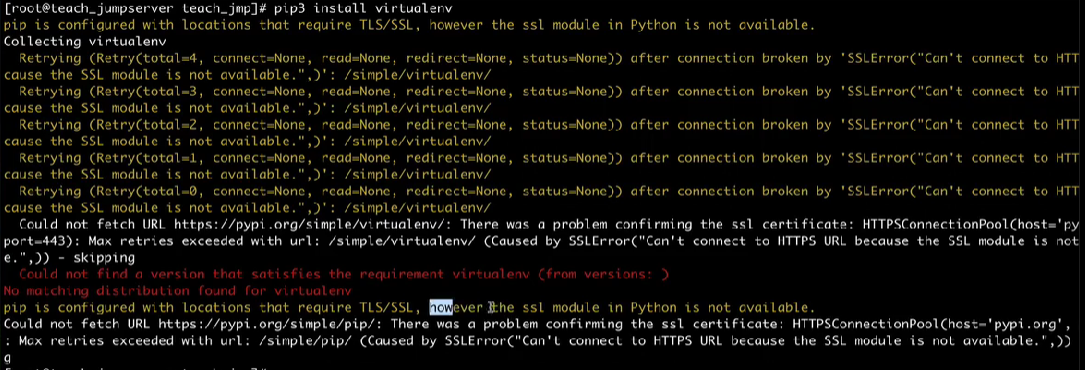 [root@teach_jumpserver teach_jmp]# pip3 install virtualenv
pip is configured with locations that require TLS/SSL, however the ssl module in Python is not available.
Collecting virtualenv
  Retrying (Retry(total=4, connect=None, read=None, redirect=None, status=None)) after connection broken by 'SSLError("Can't connect to HTT
cause the SSL module is not available.",)': /simple/virtualenv/
  Retrying (Retry(total=3, connect=None, read=None, redirect=None, status=None)) after connection broken by 'SSLError("Can't connect to HTT
cause the SSL module is not available.",)': /simple/virtualenv/
  Retrying (Retry(total=2, connect=None, read=None, redirect=None, status=None)) after connection broken by 'SSLError("Can't connect to HTT
cause the SSL module is not available.",)': /simple/virtualenv/
  Retrying (Retry(total=1, connect=None, read=None, redirect=None, status=None)) after connection broken by 'SSLError("Can't connect to HTT
cause the SSL module is not available.",)': /simple/virtualenv/
  Retrying (Retry(total=0, connect=None, read=None, redirect=None, status=None)) after connection broken by 'SSLError("Can't connect to HTT
cause the SSL module is not available.",)': /simple/virtualenv/
  Could not fetch URL https://pypi.org/simple/virtualenv/: There was a problem confirming the ssl certificate: HTTPSConnectionPool(host='py
port=443): Max retries exceeded with url: /simple/virtualenv/ (Caused by SSLError("Can't connect to HTTPS URL because the SSL module is not
e.",)) - skipping
  Could not find a version that satisfies the requirement virtualenv (from versions: )
No matching distribution found for virtualenv
pip is configured with locations that require TLS/SSL, however the ssl module in Python is not available.
Could not fetch URL https://pypi.org/simple/pip/: There was a problem confirming the ssl certificate: HTTPSConnectionPool(host='pypi.org',
: Max retries exceeded with url: /simple/pip/ (Caused by SSLError("Can't connect to HTTPS URL because the SSL module is not available.",))
g